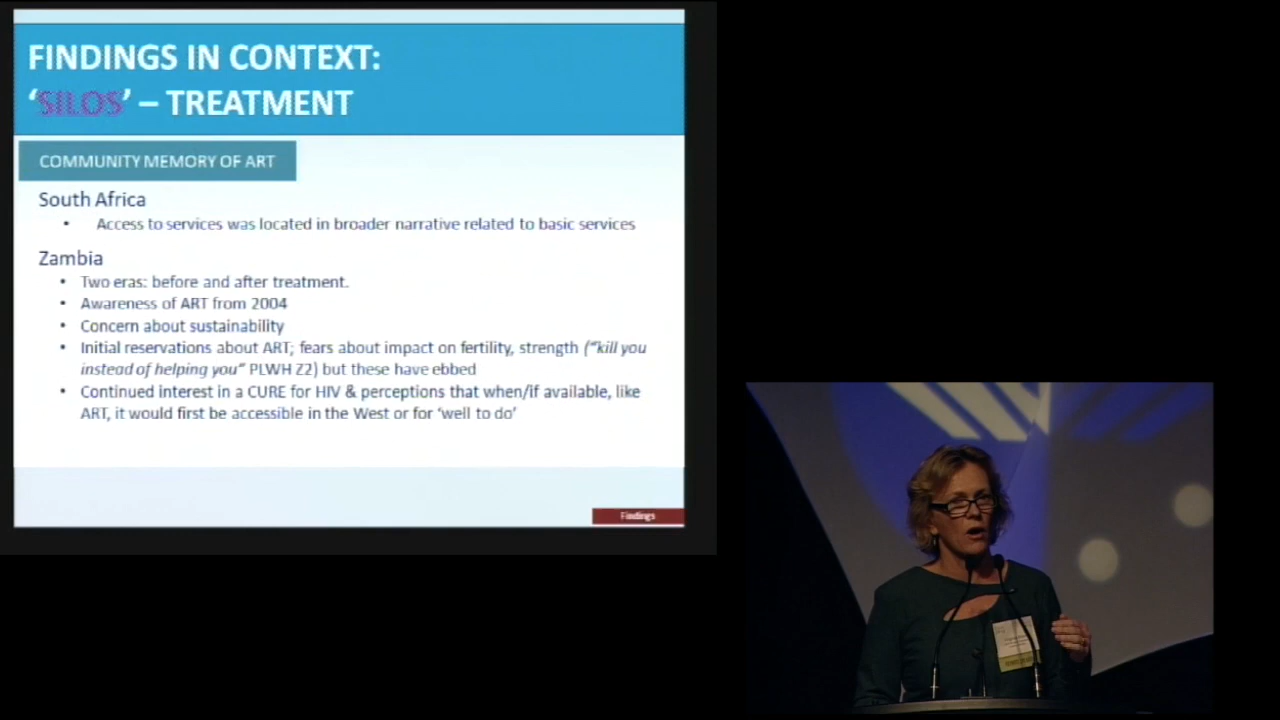 FINDINGS IN CONTEXT:
‘SILOS’ – TREATMENT
COMMUNITY MEMORY OF ART
South Africa
• Access to services was located in broader narrative related to basic services
Zambia
• Two eras: before and after treatment.
• Awareness of ART from 2004
• Concern about sustainability
• Initial reservations about ART; fears about impact on fertility, strength (“kill you
instead of helping you” PLWH Z2) but these have ebbed
• Continued interest in a CURE for HIV & perceptions that when/if available, like
ART, it would first be accessible in the West or for ‘well to do’
Findings